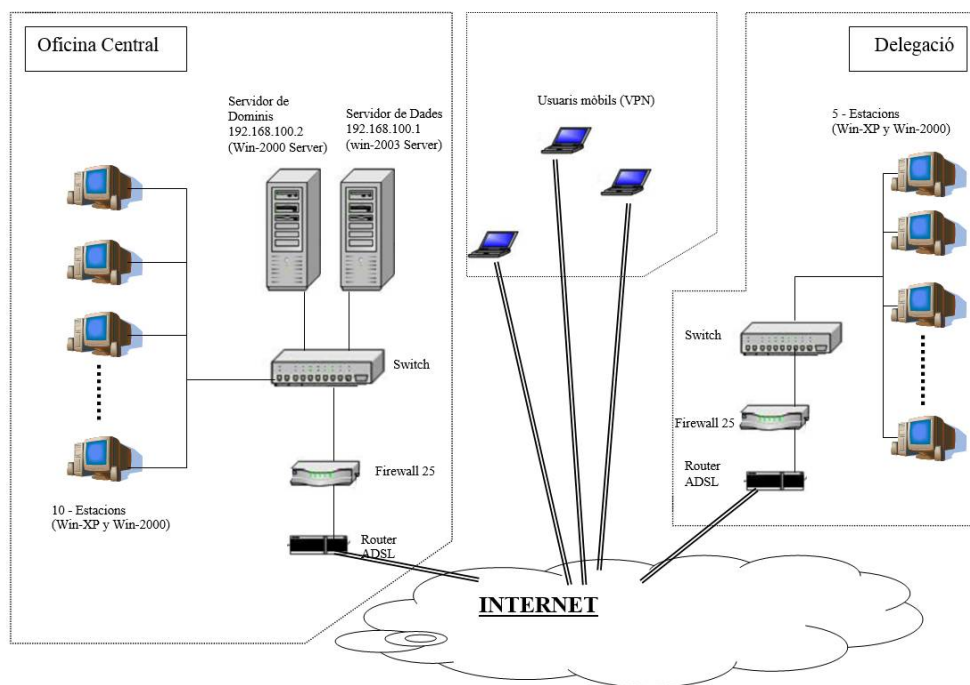 Oficina Central
Servidor de
Dominis
192.168.100.2
(Win-2000 Server)
Servidor de Dades
192.168.100.1
(win-2003 Server)
Switch
Firewall 25
Router
ADSL
10 - Estacions
(Win-XP y Win-2000)
Usuaris mòbils (VPN)
Delegació
5 - Estacions
(Win-XP y Win-2000)
Switch
Firewall 25
Router
ADSL
INTERNET